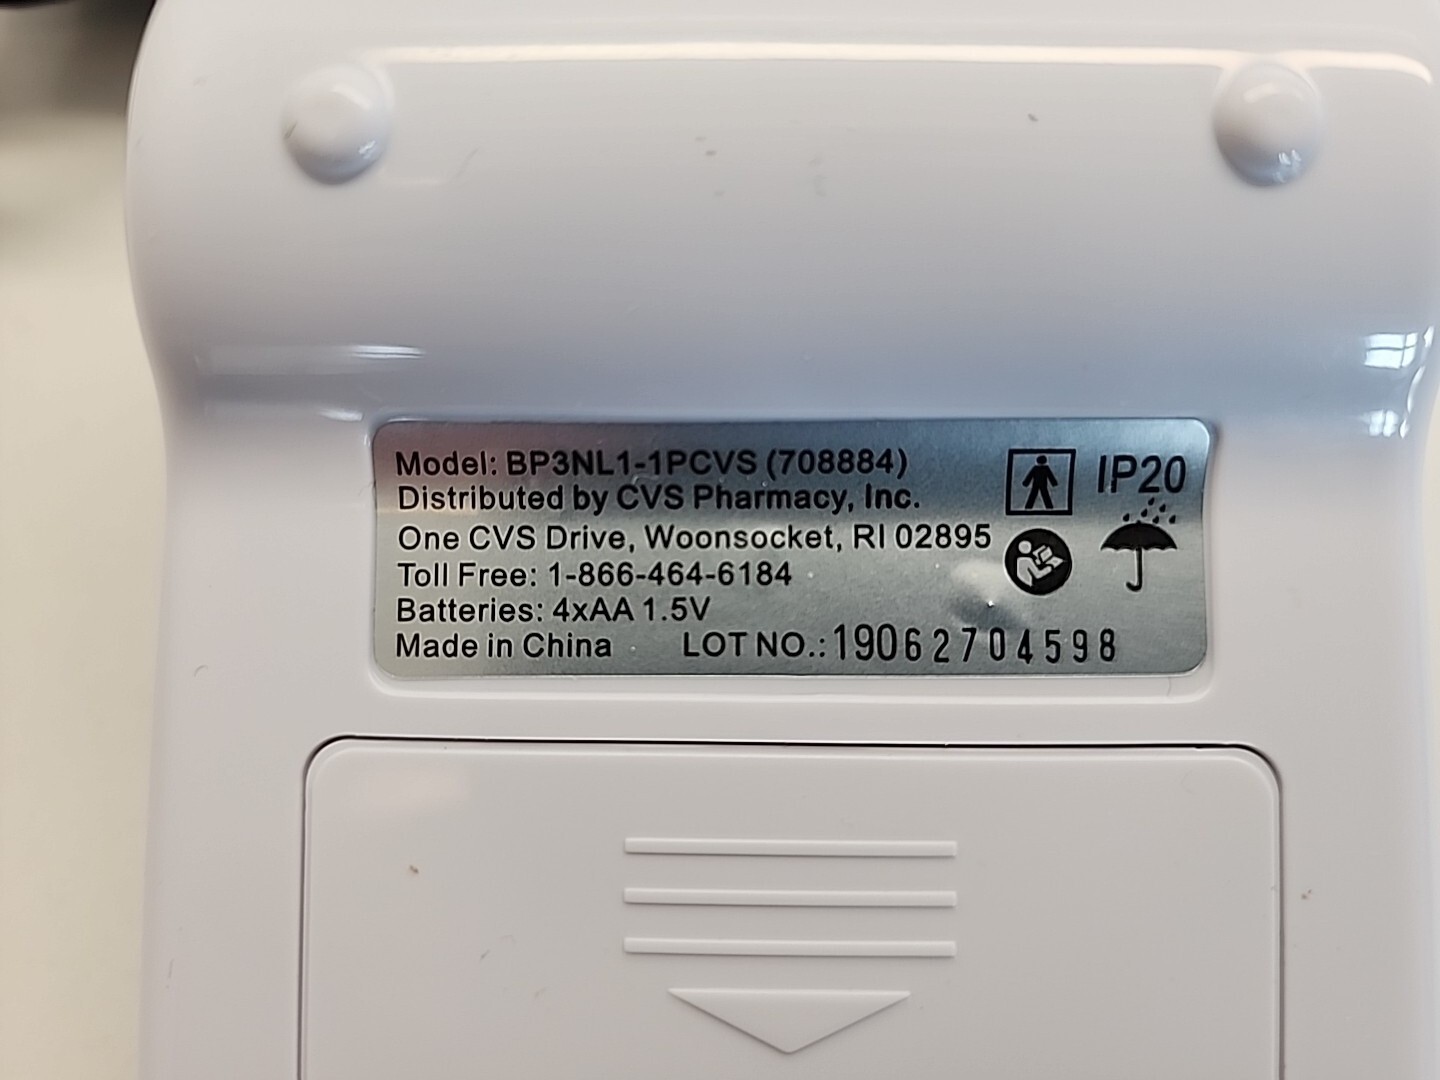 Model: BP3NL1-1PCVS (708884)
Distributed by CVS Pharmacy, Inc.
One CVS Drive, Woonsocket, RI 02895
Toll Free: 1-866-464-6184
Batteries: 4xAA 1.5V
Made in China LOT NO.: 19062704598
IP20